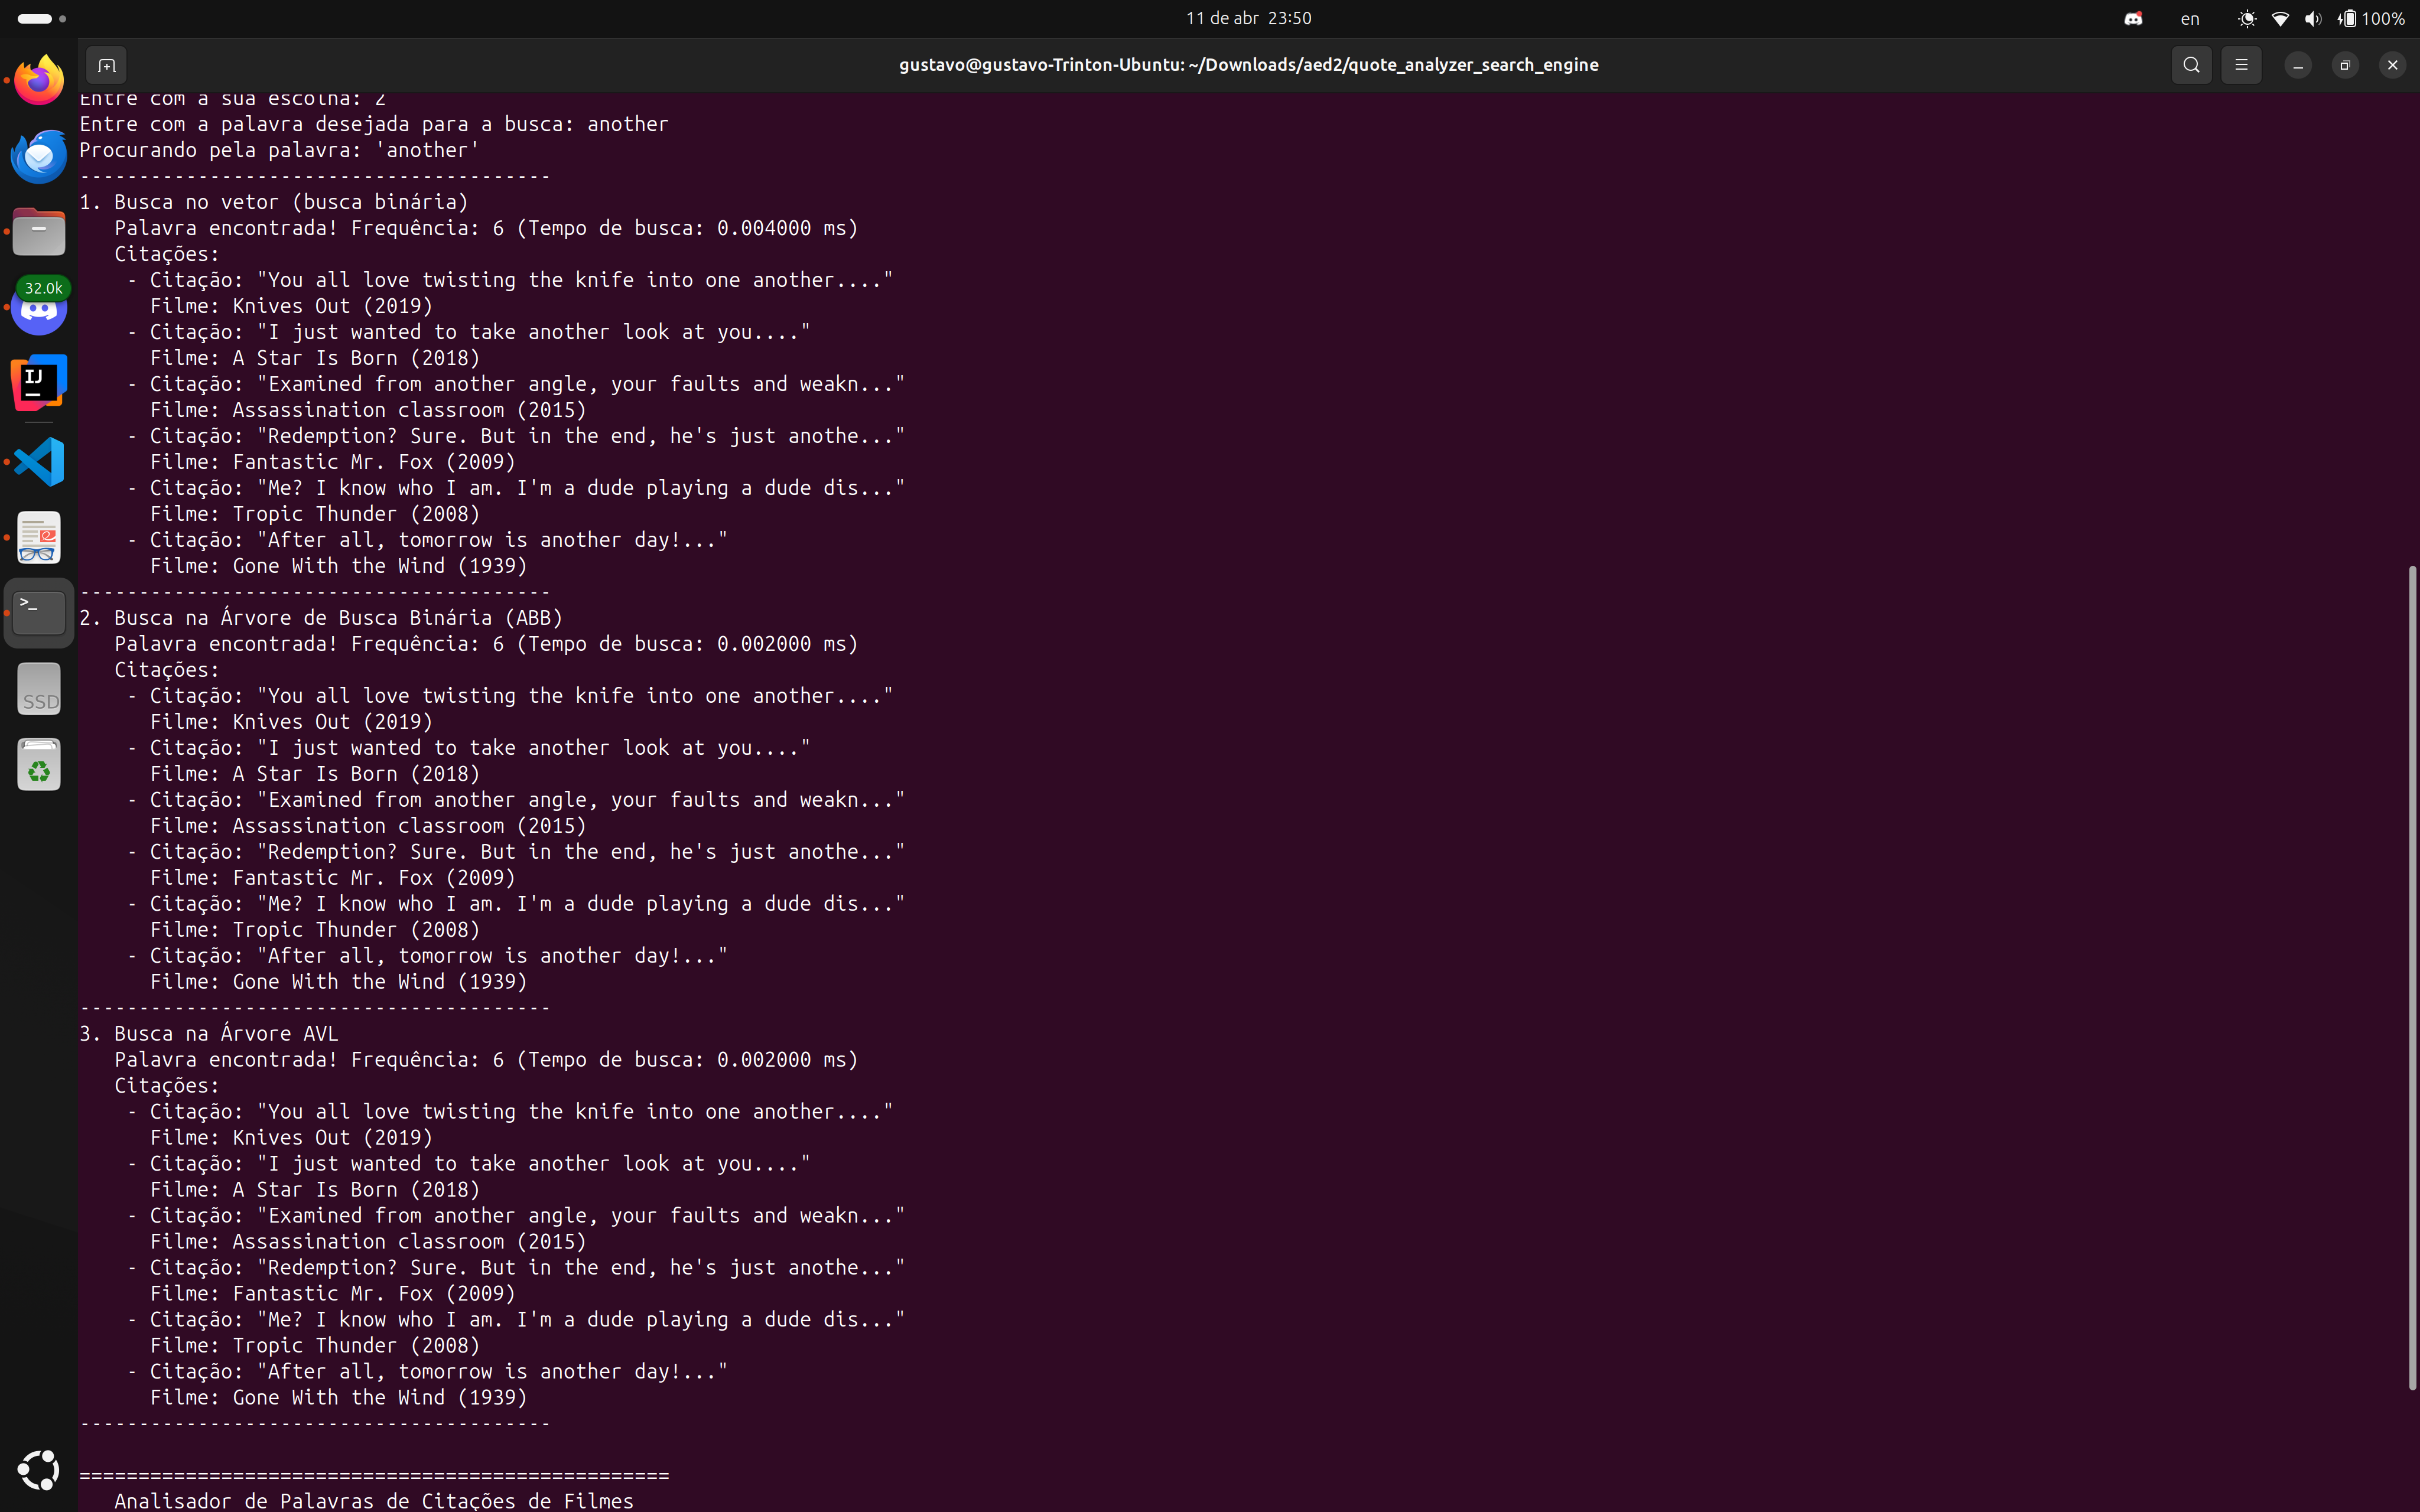 11 de abr 23:50
en
100%
gustavo@gustavo-Trinton-Ubuntu: ~/Downloads/aed2/quote_analyzer_search_engine
Entre com a sua escolha: 2
Entre com a palavra desejada para a busca: another
Procurando pela palavra: 'another'
----------------------------------------
1. Busca no vetor (busca binária)
Palavra encontrada! Frequência: 6 (Tempo de busca: 0.004000 ms)
Citações:
- Citação: "You all love twisting the knife into one another...."
Filme: Knives Out (2019)
- Citação: "I just wanted to take another look at you...."
Filme: A Star Is Born (2018)
- Citação: "Examined from another angle, your faults and weakn..."
Filme: Assassination classroom (2015)
- Citação: "Redemption? Sure. But in the end, he's just anothe..."
Filme: Fantastic Mr. Fox (2009)
- Citação: "Me? I know who I am. I'm a dude playing a dude dis..."
Filme: Tropic Thunder (2008)
- Citação: "After all, tomorrow is another day!..."
Filme: Gone With the Wind (1939)
----------------------------------------
2. Busca na Árvore de Busca Binária (ABB)
Palavra encontrada! Frequência: 6 (Tempo de busca: 0.002000 ms)
Citações:
- Citação: "You all love twisting the knife into one another...."
Filme: Knives Out (2019)
- Citação: "I just wanted to take another look at you...."
Filme: A Star Is Born (2018)
- Citação: "Examined from another angle, your faults and weakn..."
Filme: Assassination classroom (2015)
- Citação: "Redemption? Sure. But in the end, he's just anothe..."
Filme: Fantastic Mr. Fox (2009)
- Citação: "Me? I know who I am. I'm a dude playing a dude dis..."
Filme: Tropic Thunder (2008)
- Citação: "After all, tomorrow is another day!..."
Filme: Gone With the Wind (1939)
----------------------------------------
3. Busca na Árvore AVL
Palavra encontrada! Frequência: 6 (Tempo de busca: 0.002000 ms)
Citações:
- Citação: "You all love twisting the knife into one another...."
Filme: Knives Out (2019)
- Citação: "I just wanted to take another look at you...."
Filme: A Star Is Born (2018)
- Citação: "Examined from another angle, your faults and weakn..."
Filme: Assassination classroom (2015)
- Citação: "Redemption? Sure. But in the end, he's just anothe..."
Filme: Fantastic Mr. Fox (2009)
- Citação: "Me? I know who I am. I'm a dude playing a dude dis..."
Filme: Tropic Thunder (2008)
- Citação: "After all, tomorrow is another day!..."
Filme: Gone With the Wind (1939)
----------------------------------------
==================================================
Analisador de Palavras de Citações de Filmes
32.0k
IJ
>_
SSD